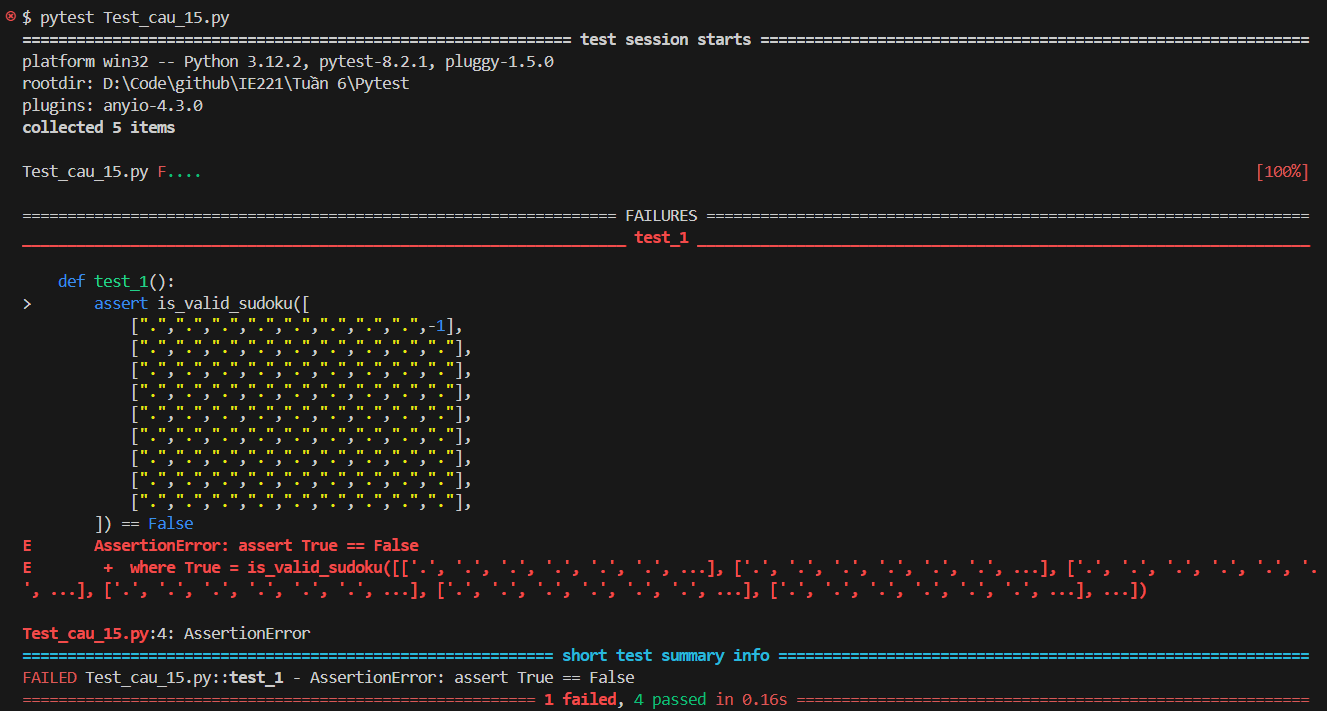 $ pytest Test_cau_15.py
============================================================= test session starts =============================================================
platform win32 -- Python 3.12.2, pytest-8.2.1, pluggy-1.5.0
rootdir: D:\Code\github\IE221\Tuần 6\Pytest
plugins: anyio-4.3.0
collected 5 items
Test_cau_15.py F.... [100%]
================================================================== FAILURES ===================================================================
___________________________________________________________________ test_1 ____________________________________________________________________
def test_1():
> assert is_valid_sudoku([
[".",".",".",".",".",".",".",".",-1],
[".",".",".",".",".",".",".",".","."],
[".",".",".",".",".",".",".",".","."],
[".",".",".",".",".",".",".",".","."],
[".",".",".",".",".",".",".",".","."],
[".",".",".",".",".",".",".",".","."],
[".",".",".",".",".",".",".",".","."],
[".",".",".",".",".",".",".",".","."],
[".",".",".",".",".",".",".",".","."],
]) == False
E AssertionError: assert True == False
E + where True = is_valid_sudoku([['.', '.', '.', '.', '.', '.', ...], ['.', '.', '.', '.', '.', '.', ...], ['.', '.', '.', '.', '.', '.
', ...], ['.', '.', '.', '.', '.', '.', ...], ['.', '.', '.', '.', '.', '.', ...], ['.', '.', '.', '.', '.', '.', ...], ...])
Test_cau_15.py:4: AssertionError
=========================================================== short test summary info ===========================================================
FAILED Test_cau_15.py::test_1 - AssertionError: assert True == False
========================================================= 1 failed, 4 passed in 0.16s =========================================================